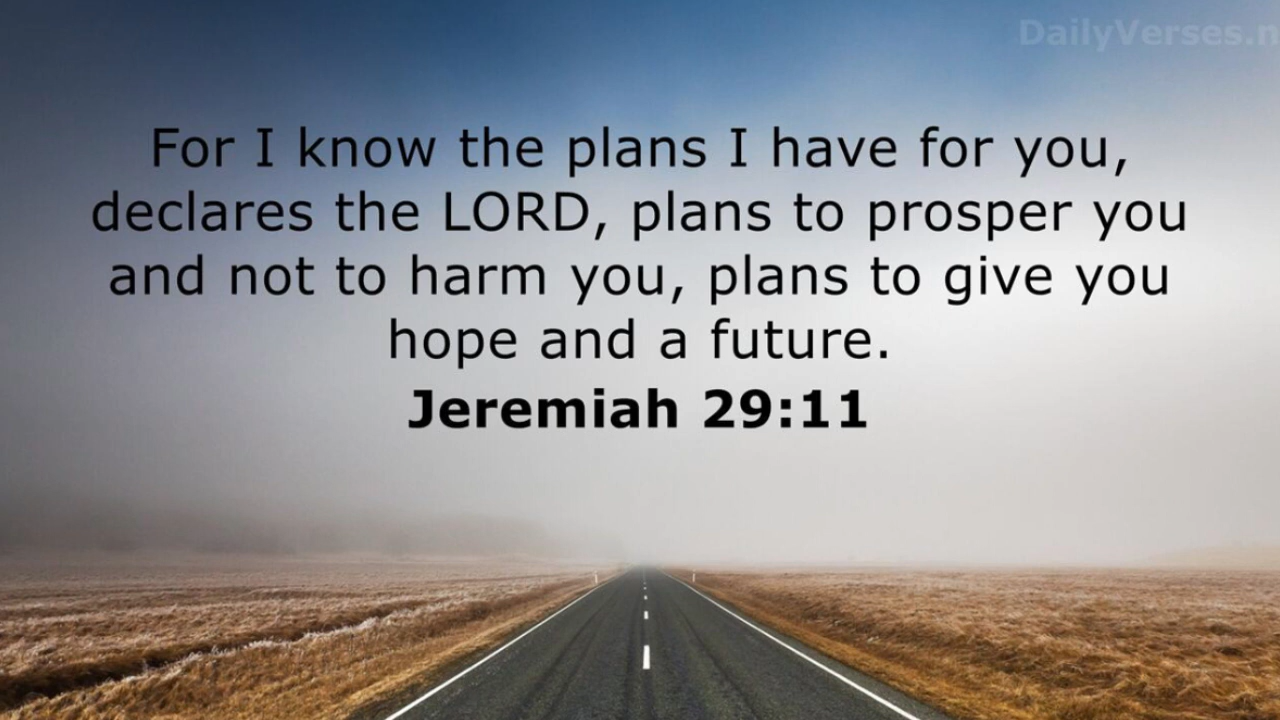 DailyVerses.n
For I know the plans I have for you,
declares the LORD, plans to prosper you
and not to harm you, plans to give you
hope and a future.
Jeremiah 29:11